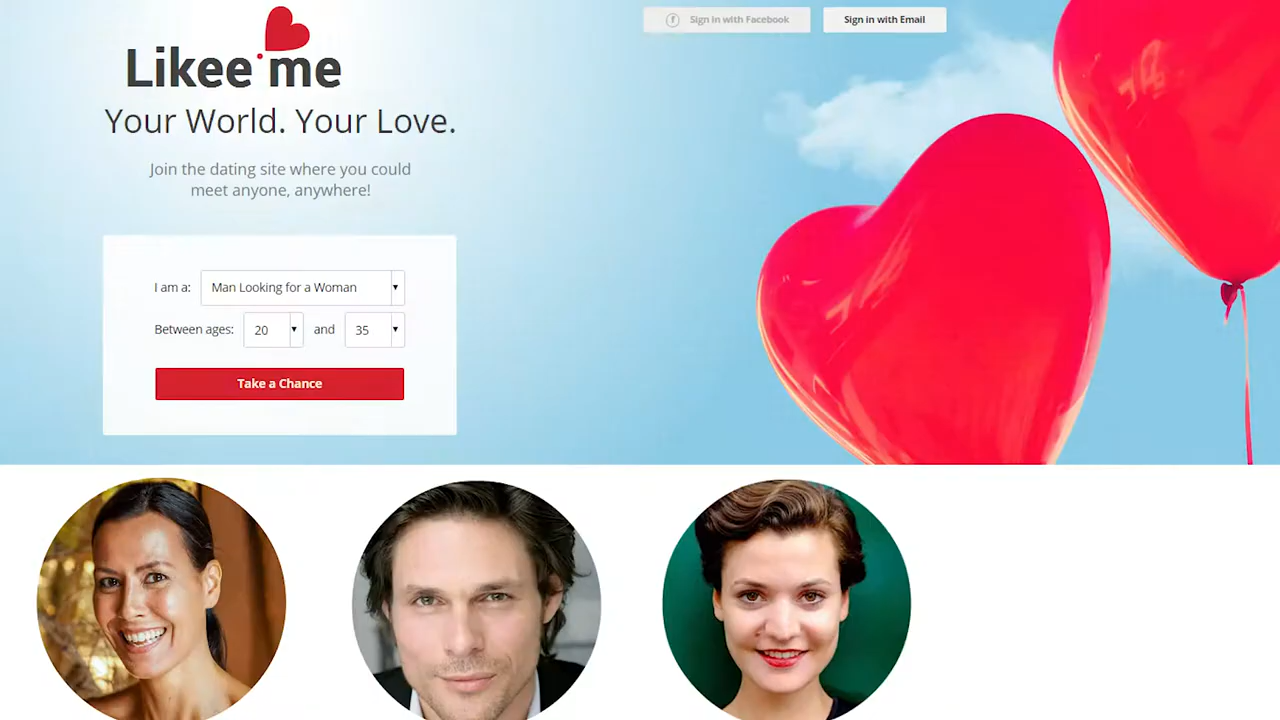 Likee me
Sign in with Facebook
Sign in with Email
Your World. Your Love.
Join the dating site where you could
meet anyone, anywhere!
I am a: Man Looking for a Woman
Between ages: 20 and 35
Take a Chance